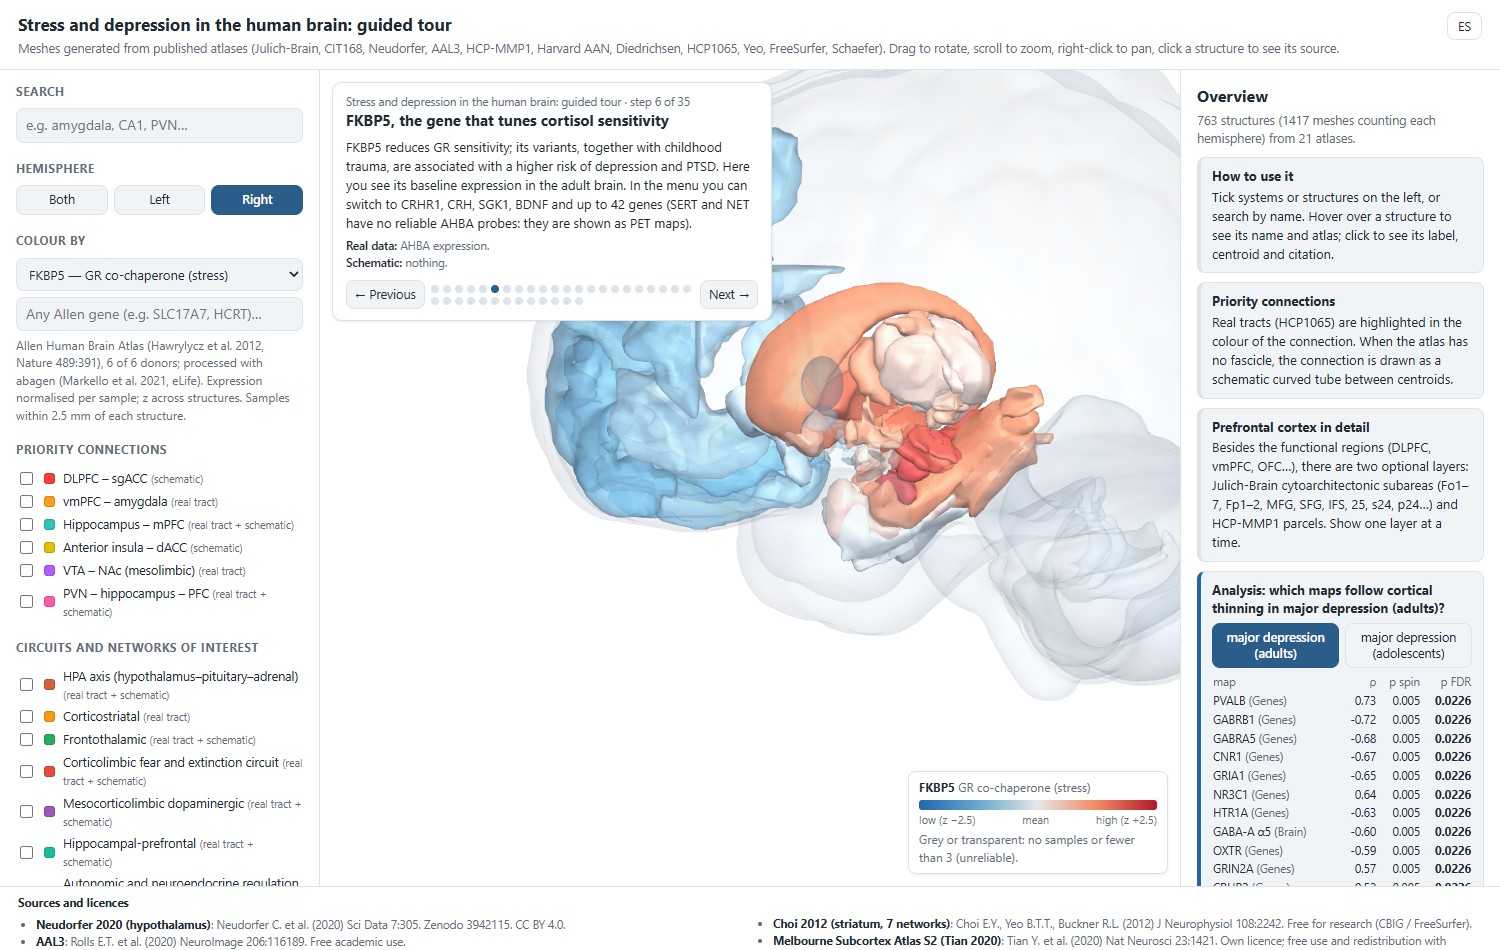 Stress and depression in the human brain: guided tour
Meshes generated from published atlases (Julich-Brain, CIT168, Neudorfer, AAL3, HCP-MMP1, Harvard AAN, Diedrichsen, HCP1065, Yeo, FreeSurfer, Schaefer). Drag to rotate, scroll to zoom, right-click to pan, click a structure to see its source.
ES
SEARCH
e.g. amygdala, CA1, PVN...
HEMISPHERE
Both
Left
Right
COLOUR BY
FKBP5 — GR co-chaperone (stress)
Any Allen gene (e.g. SLC17A7, HCRT)...
Allen Human Brain Atlas (Hawrylycz et al. 2012,
Nature 489:391), 6 of 6 donors; processed with
abagen (Markello et al. 2021, eLife). Expression
normalised per sample; z across structures. Samples
within 2.5 mm of each structure.
PRIORITY CONNECTIONS
DLPFC – sgACC (schematic)
vmPFC – amygdala (real tract)
Hippocampus – mPFC (real tract + schematic)
Anterior insula – dACC (schematic)
VTA – NAc (mesolimbic) (real tract)
PVN – hippocampus – PFC (real tract +
schematic)
CIRCUITS AND NETWORKS OF INTEREST
HPA axis (hypothalamus–pituitary–adrenal)
(real tract + schematic)
Corticostriatal (real tract)
Frontothalamic (real tract + schematic)
Corticolimbic fear and extinction circuit (real
tract + schematic)
Mesocorticolimbic dopaminergic (real tract +
schematic)
Hippocampal-prefrontal (real tract +
schematic)
Autonomic and neuroendocrine regulation
Stress and depression in the human brain: guided tour · step 6 of 35
FKBP5, the gene that tunes cortisol sensitivity
FKBP5 reduces GR sensitivity; its variants, together with childhood
trauma, are associated with a higher risk of depression and PTSD. Here
you see its baseline expression in the adult brain. In the menu you can
switch to CRHR1, CRH, SGK1, BDNF and up to 42 genes (SERT and NET
have no reliable AHBA probes: they are shown as PET maps).
Real data: AHBA expression.
Schematic: nothing.
← Previous
Next →
FKBP5 GR co-chaperone (stress)
low (z −2.5)
mean
high (z +2.5)
Grey or transparent: no samples or fewer
than 3 (unreliable).
Overview
763 structures (1417 meshes counting each
hemisphere) from 21 atlases.
How to use it
Tick systems or structures on the left, or
search by name. Hover over a structure to
see its name and atlas; click to see its label,
centroid and citation.
Priority connections
Real tracts (HCP1065) are highlighted in the
colour of the connection. When the atlas has
no fascicle, the connection is drawn as a
schematic curved tube between centroids.
Prefrontal cortex in detail
Besides the functional regions (DLPFC,
vmPFC, OFC...), there are two optional layers:
Julich-Brain cytoarchitectonic subareas (Fo1–
7, Fp1–2, MFG, SFG, IFS, 25, s24, p24...) and
HCP-MMP1 parcels. Show one layer at a
time.
Analysis: which maps follow cortical
thinning in major depression (adults)?
major depression
(adults)
major depression
(adolescents)
map ρ p spin p FDR
PVALB (Genes) 0.73 0.005 0.0226
GABRB1 (Genes) -0.72 0.005 0.0226
GABRA5 (Genes) -0.68 0.005 0.0226
CNR1 (Genes) -0.67 0.005 0.0226
GRIA1 (Genes) -0.65 0.005 0.0226
NR3C1 (Genes) 0.64 0.005 0.0226
HTR1A (Genes) -0.63 0.005 0.0226
GABA-A α5 (Brain) -0.60 0.005 0.0226
OXTR (Genes) -0.59 0.005 0.0226
GRIN2A (Genes) 0.57 0.005 0.0226
Sources and licences
Neudorfer 2020 (hypothalamus): Neudorfer C. et al. (2020) Sci Data 7:305. Zenodo 3942115. CC BY 4.0.
AAL3: Rolls E.T. et al. (2020) NeuroImage 206:116189. Free academic use.
Choi 2012 (striatum, 7 networks): Choi E.Y., Yeo B.T.T., Buckner R.L. (2012) J Neurophysiol 108:2242. Free for research (CBIG / FreeSurfer).
Melbourne Subcortex Atlas S2 (Tian 2020): Tian Y. et al. (2020) Nat Neurosci 23:1421. Own licence; free use and redistribution with